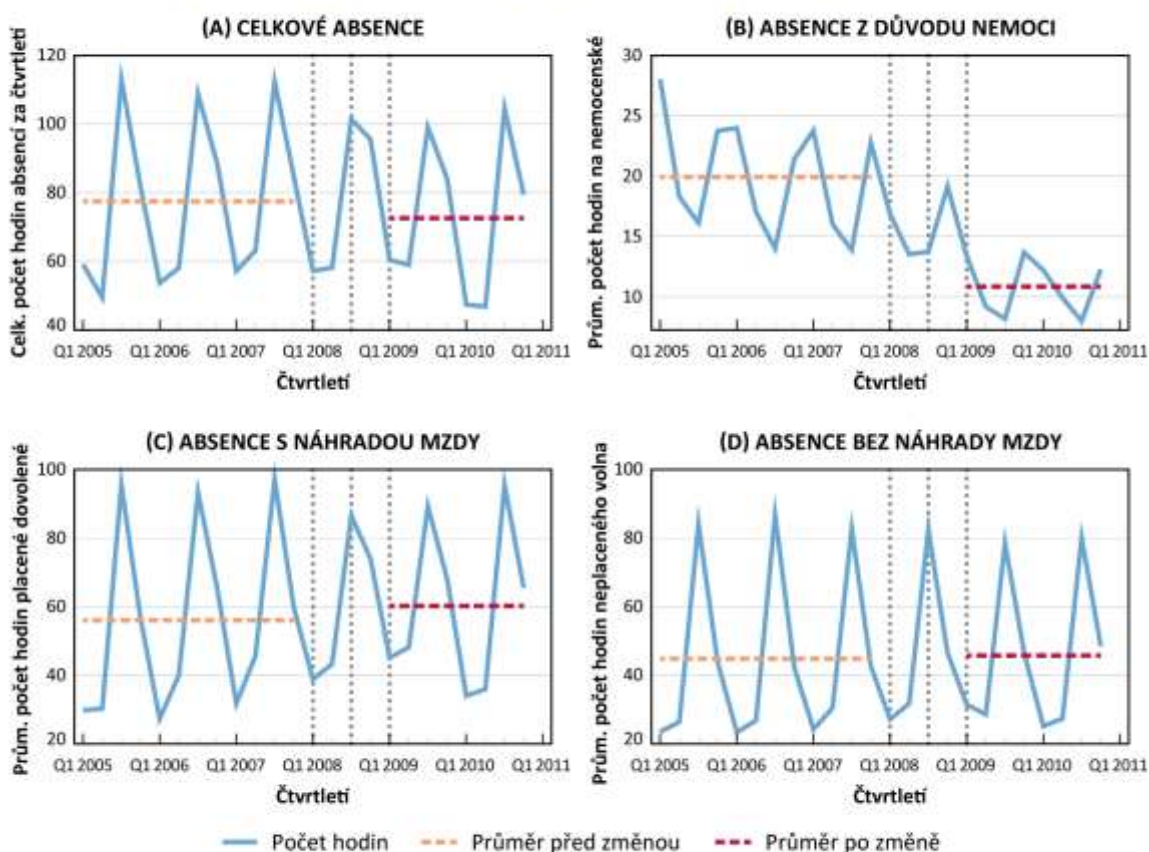 (A) CELKOVÉ ABSENCE
Celk. počet hodin absencí za čtvrtletí
120
100
80
60
40
Q1 2005 Q1 2006 Q1 2007 Q1 2008 Q1 2009 Q1 2010 Q1 2011
Čtvrtletí
(B) ABSENCE Z DŮVODU NEMOCI
Prům. počet hodin na nemocenské
30
25
20
15
10
Q1 2005 Q1 2006 Q1 2007 Q1 2008 Q1 2009 Q1 2010 Q1 2011
Čtvrtletí
(C) ABSENCE S NÁHRADOU MZDY
Prům. počet hodin placené dovolené
100
80
60
40
20
Q1 2005 Q1 2006 Q1 2007 Q1 2008 Q1 2009 Q1 2010 Q1 2011
Čtvrtletí
(D) ABSENCE BEZ NÁHRADY MZDY
Prům. počet hodin neplaceného volna
100
80
60
40
20
Q1 2005 Q1 2006 Q1 2007 Q1 2008 Q1 2009 Q1 2010 Q1 2011
Čtvrtletí
Počet hodin Průměr před změnou Průměr po změně